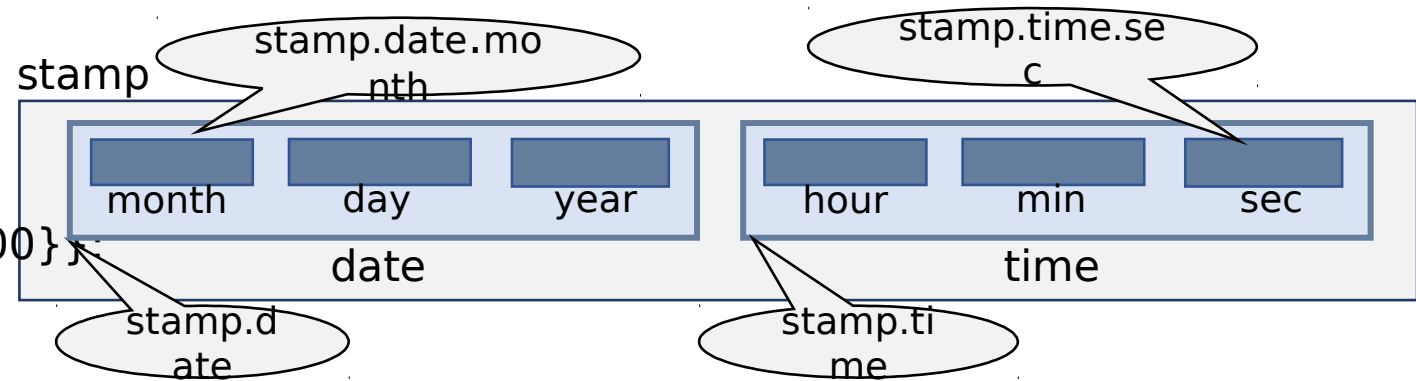 stamp.date.mo
nth
stamp.time.se
c
stamp
month day year hour min sec
00}};
date time
stamp.d
ate
stamp.ti
me